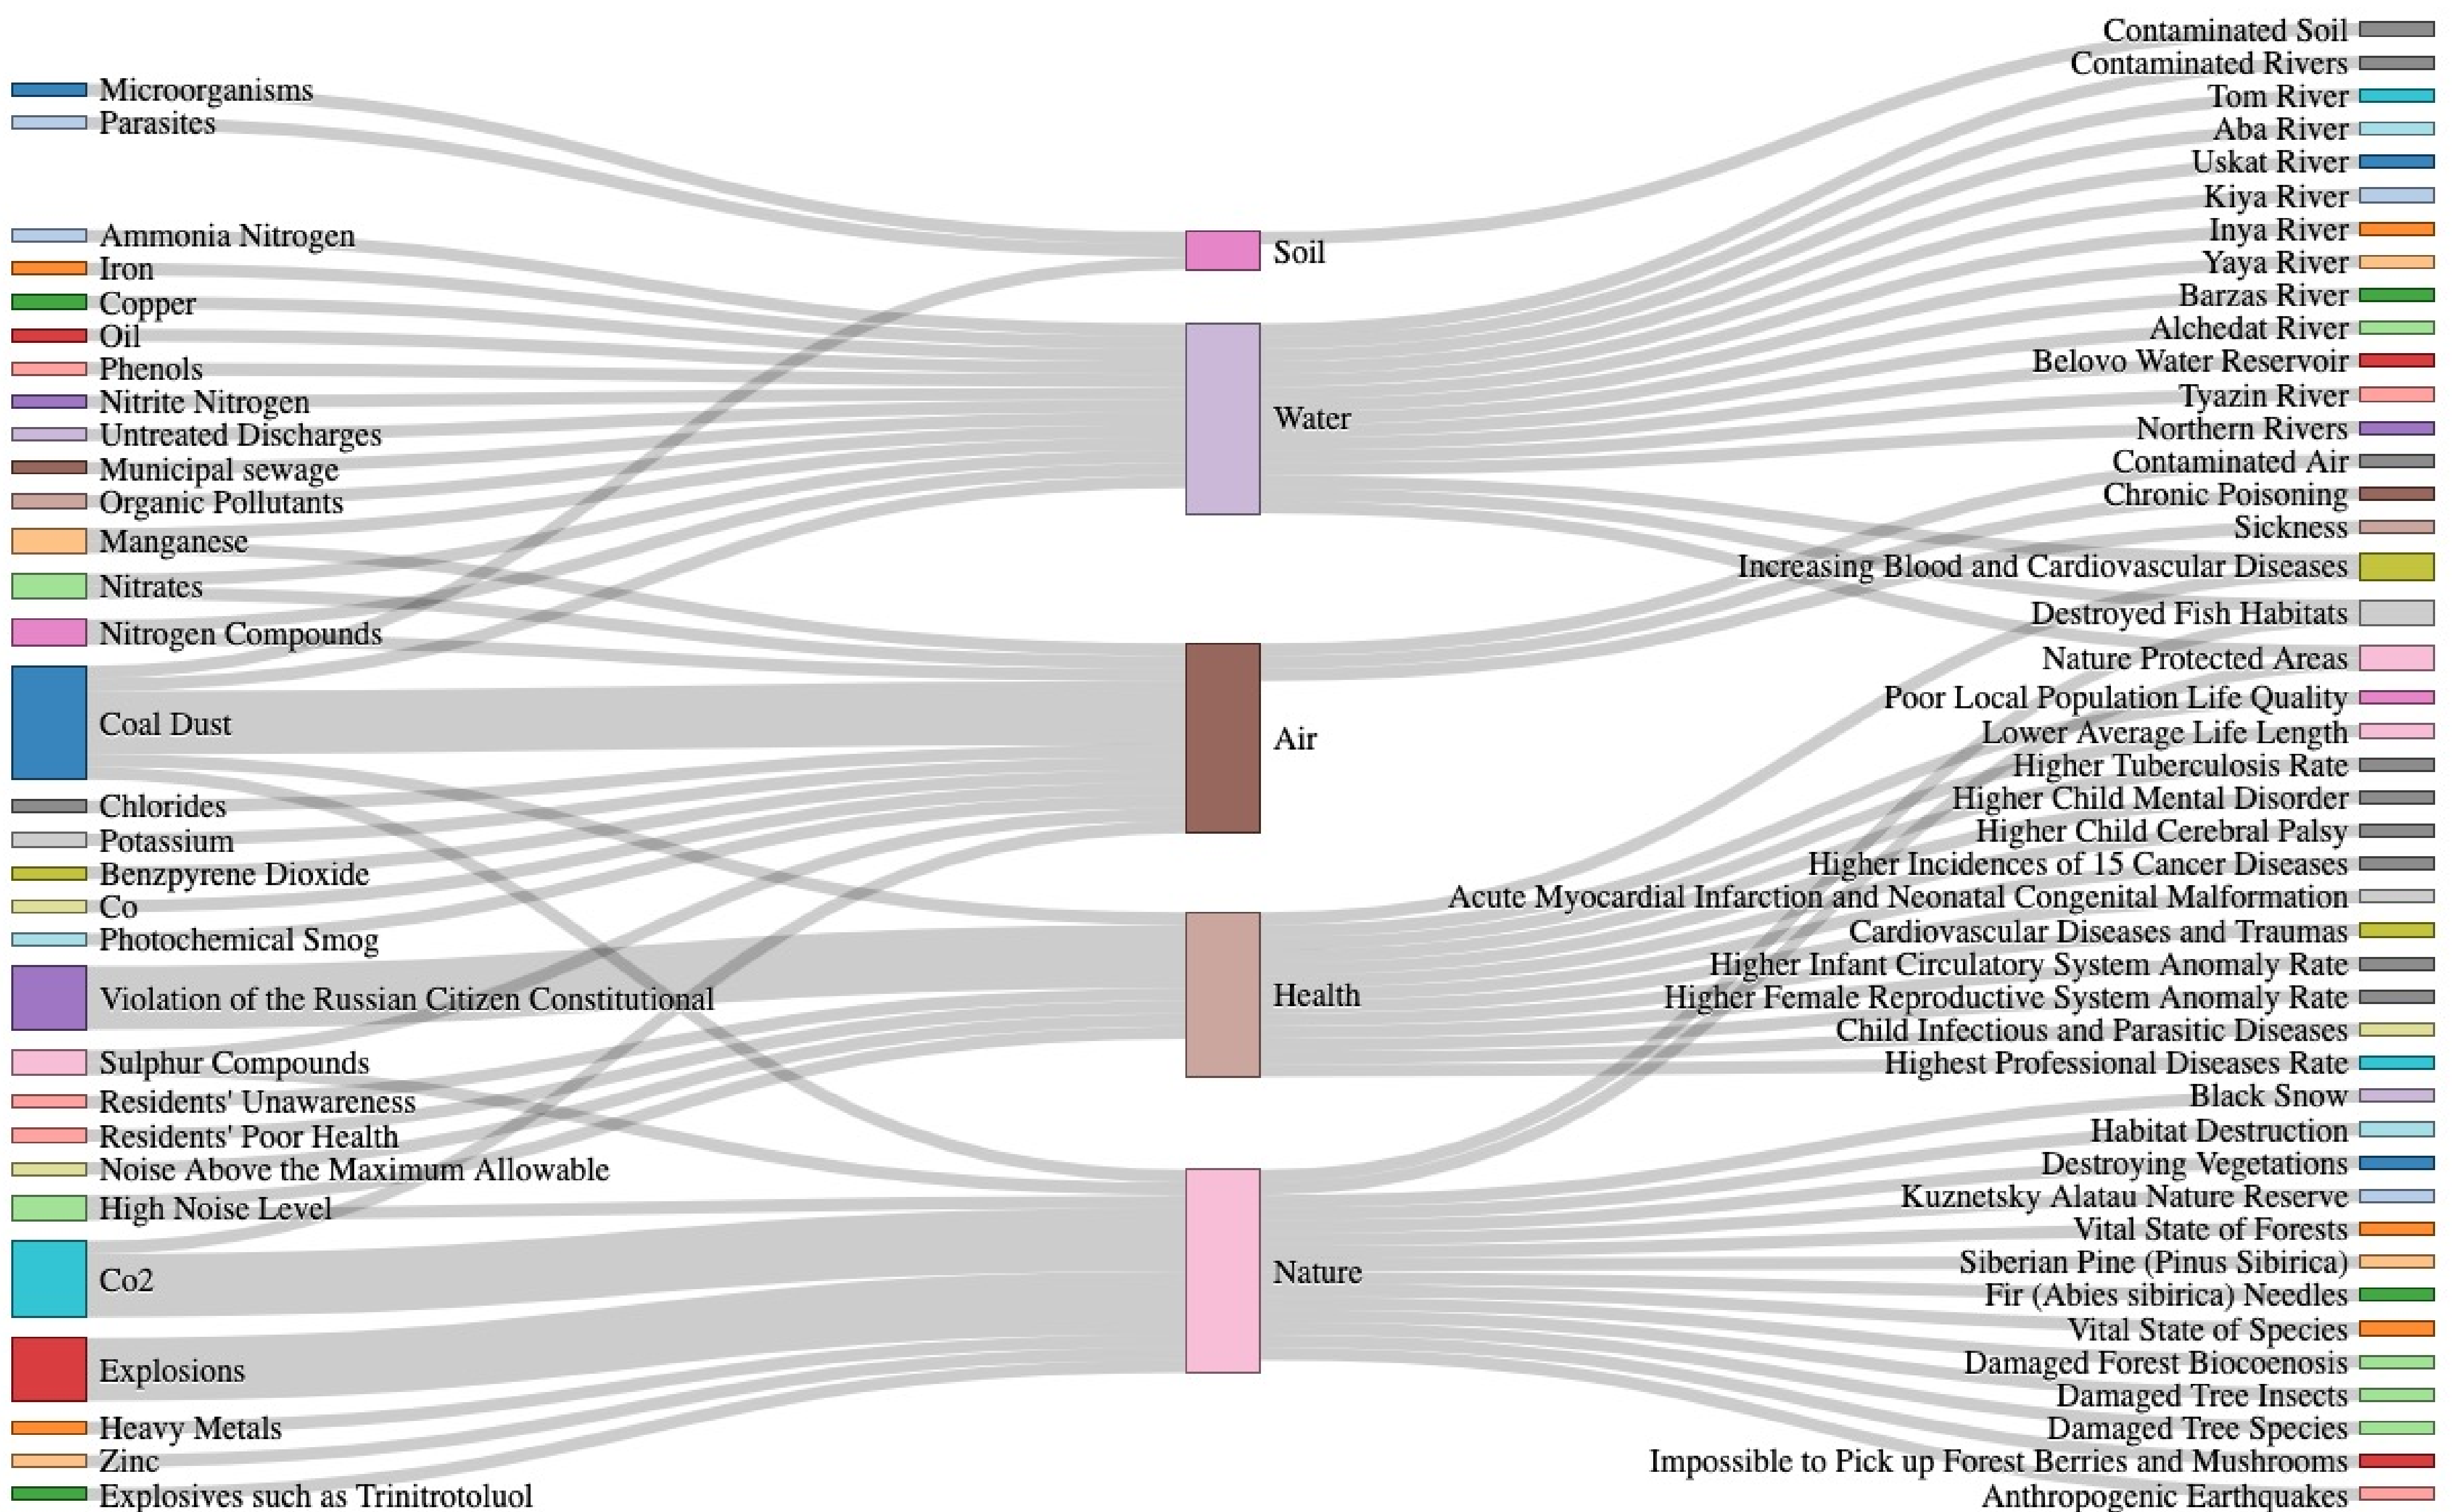 Microorganisms
Parasites
Ammonia Nitrogen
Iron
Copper
Oil
Phenols
Nitrite Nitrogen
Untreated Discharges
Municipal sewage
Organic Pollutants
Manganese
Nitrates
Nitrogen Compounds
Coal Dust
Chlorides
Potassium
Benzpyrene Dioxide
Co
Photochemical Smog
Violation of the Russian Citizen Constitutional
Sulphur Compounds
Residents' Unawareness
Residents' Poor Health
Noise Above the Maximum Allowable
High Noise Level
Co2
Explosions
Heavy Metals
Zinc
Explosives such as Trinitrotoluol
Soil
Water
Air
Health
Nature
Contaminated Soil
Contaminated Rivers
Tom River
Aba River
Uskat River
Kiya River
Inya River
Yaya River
Barzas River
Alchedat River
Belovo Water Reservoir
Tyazin River
Northern Rivers
Contaminated Air
Chronic Poisoning
Sickness
Increasing Blood and Cardiovascular Diseases
Destroyed Fish Habitats
Nature Protected Areas
Poor Local Population Life Quality
Lower Average Life Length
Higher Tuberculosis Rate
Higher Child Mental Disorder
Higher Child Cerebral Palsy
Higher Incidences of 15 Cancer Diseases
Acute Myocardial Infarction and Neonatal Congenital Malformation
Cardiovascular Diseases and Traumas
Higher Infant Circulatory System Anomaly Rate
Higher Female Reproductive System Anomaly Rate
Child Infectious and Parasitic Diseases
Highest Professional Diseases Rate
Black Snow
Habitat Destruction
Destroying Vegetations
Kuznetsky Alatau Nature Reserve
Vital State of Forests
Siberian Pine (Pinus Sibirica)
Fir (Abies sibirica) Needles
Vital State of Species
Damaged Forest Biocoenosis
Damaged Tree Insects
Damaged Tree Species
Impossible to Pick up Forest Berries and Mushrooms
Anthropogenic Earthquakes